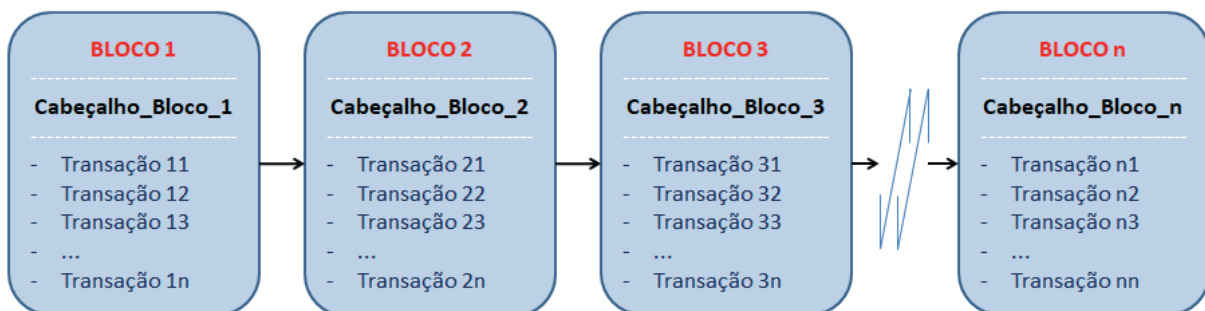 BLOCO 1
Cabeçalho_Bloco_1
- Transação 11
- Transação 12
- Transação 13
- ...
- Transação 1n
BLOCO 2
Cabeçalho_Bloco_2
- Transação 21
- Transação 22
- Transação 23
- ...
- Transação 2n
BLOCO 3
Cabeçalho_Bloco_3
- Transação 31
- Transação 32
- Transação 33
- ...
- Transação 3n
BLOCO n
Cabeçalho_Bloco_n
- Transação n1
- Transação n2
- Transação n3
- ...
- Transação nn